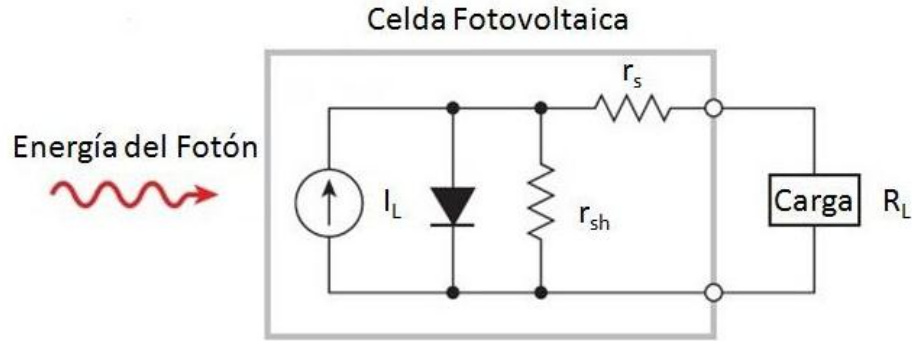 Celda Fotovoltaica
r_s
Energía del Fotón
I_L
r_sh
Carga
R_L